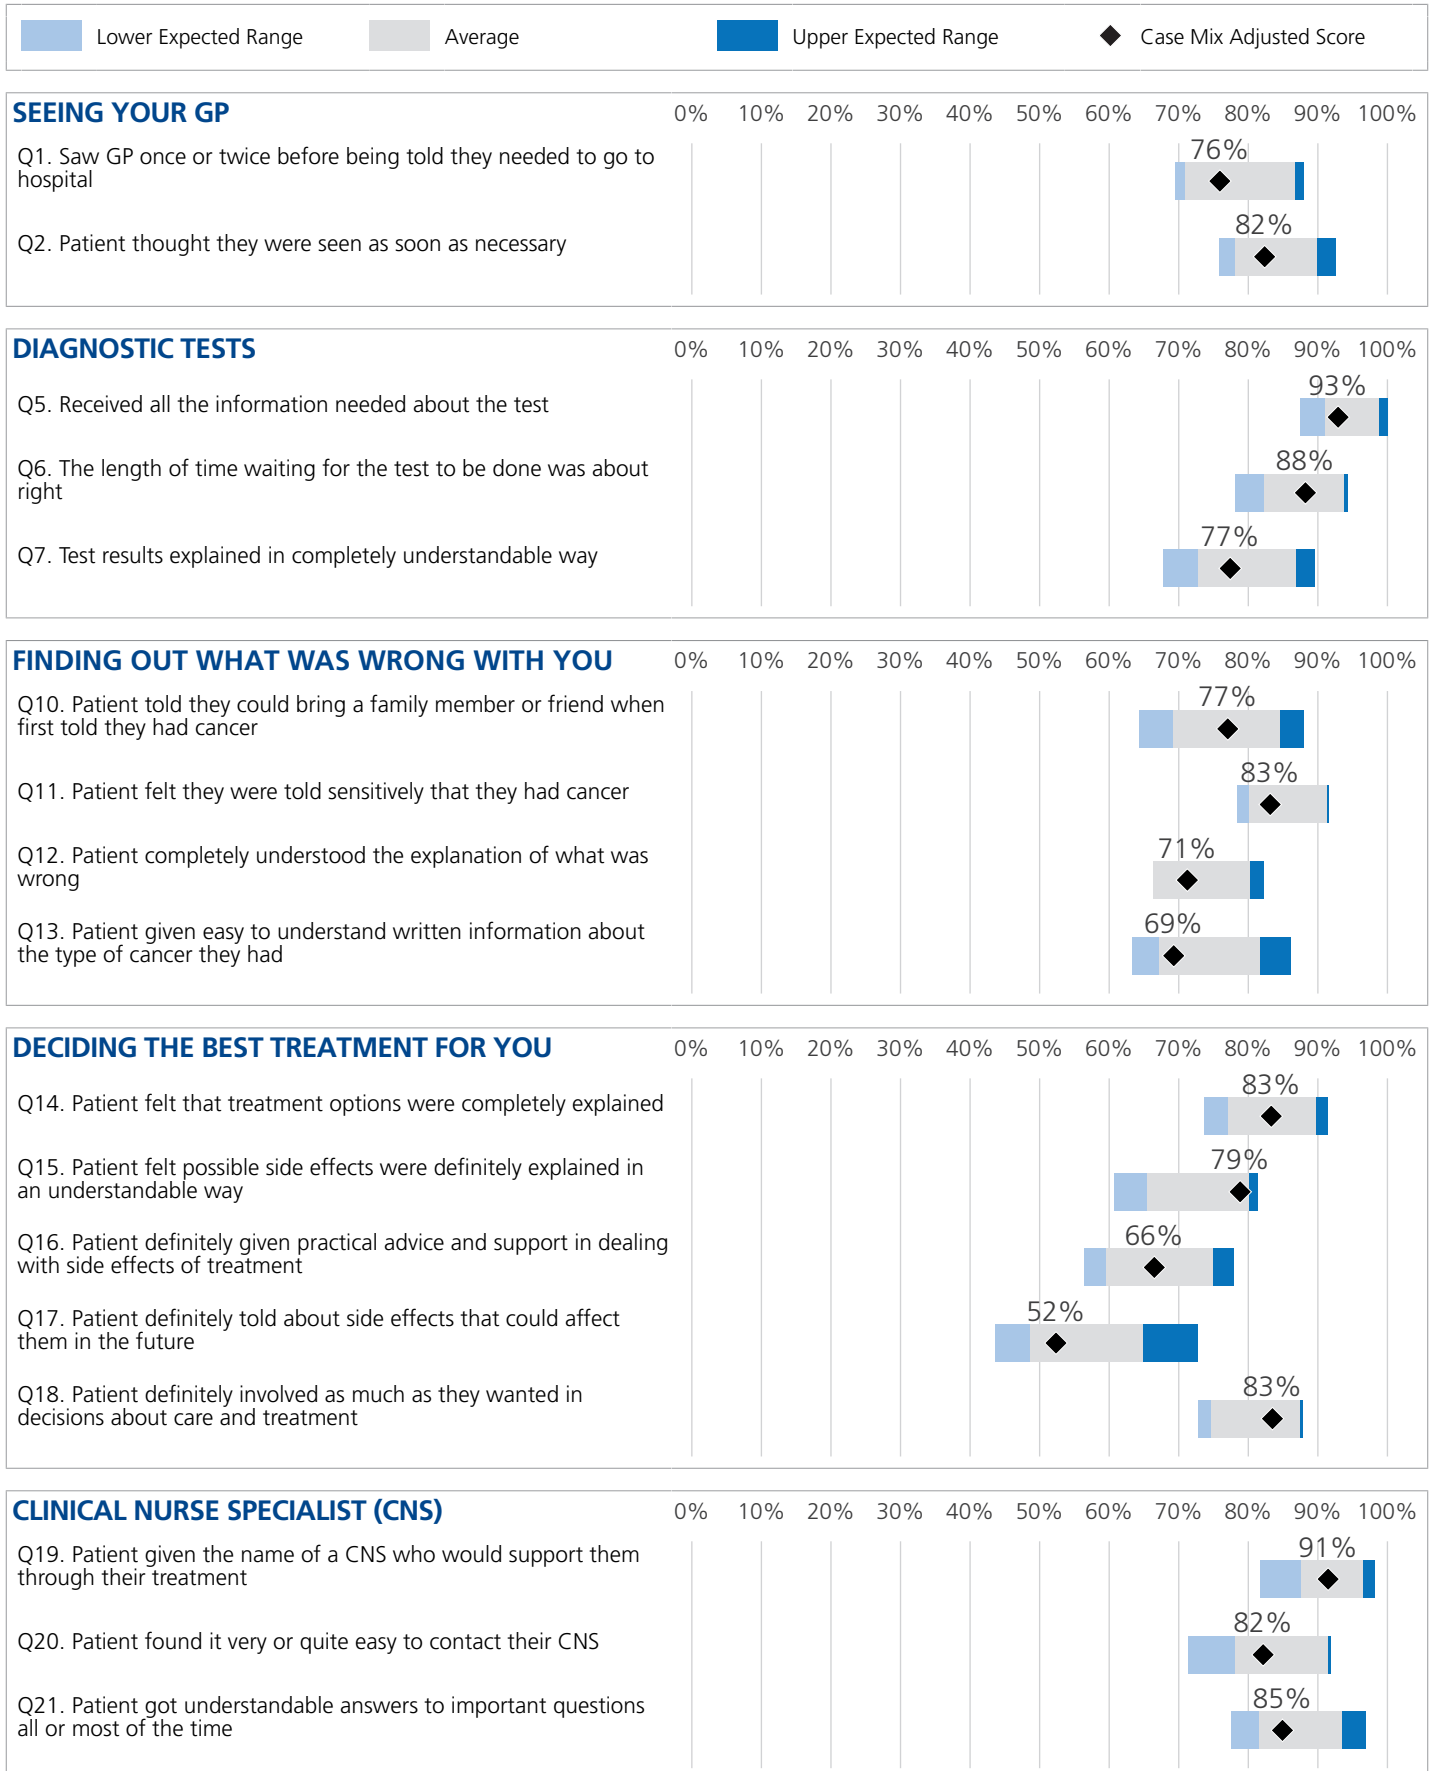 Lower Expected Range Average Upper Expected Range Case Mix Adjusted Score
SEEING YOUR GP 0% 10% 20% 30% 40% 50% 60% 70% 80% 90% 100%
76%
Q1. Saw GP once or twice before being told they needed to go to
hospital
82%
Q2. Patient thought they were seen as soon as necessary
DIAGNOSTIC TESTS 0% 10% 20% 30% 40% 50% 60% 70% 80% 90% 100%
93%
Q5. Received all the information needed about the test
88%
Q6. The length of time waiting for the test to be done was about
right
77%
Q7. Test results explained in completely understandable way
FINDING OUT WHAT WAS WRONG WITH YOU 0% 10% 20% 30% 40% 50% 60% 70% 80% 90% 100%
77%
Q10. Patient told they could bring a family member or friend when
first told they had cancer
83%
Q11. Patient felt they were told sensitively that they had cancer
71%
Q12. Patient completely understood the explanation of what was
wrong
69%
Q13. Patient given easy to understand written information about
the type of cancer they had
DECIDING THE BEST TREATMENT FOR YOU 0% 10% 20% 30% 40% 50% 60% 70% 80% 90% 100%
83%
Q14. Patient felt that treatment options were completely explained
79%
Q15. Patient felt possible side effects were definitely explained in
an understandable way
66%
Q16. Patient definitely given practical advice and support in dealing
with side effects of treatment
52%
Q17. Patient definitely told about side effects that could affect
them in the future
83%
Q18. Patient definitely involved as much as they wanted in
decisions about care and treatment
CLINICAL NURSE SPECIALIST (CNS) 0% 10% 20% 30% 40% 50% 60% 70% 80% 90% 100%
91%
Q19. Patient given the name of a CNS who would support them
through their treatment
82%
Q20. Patient found it very or quite easy to contact their CNS
85%
Q21. Patient got understandable answers to important questions
all or most of the time